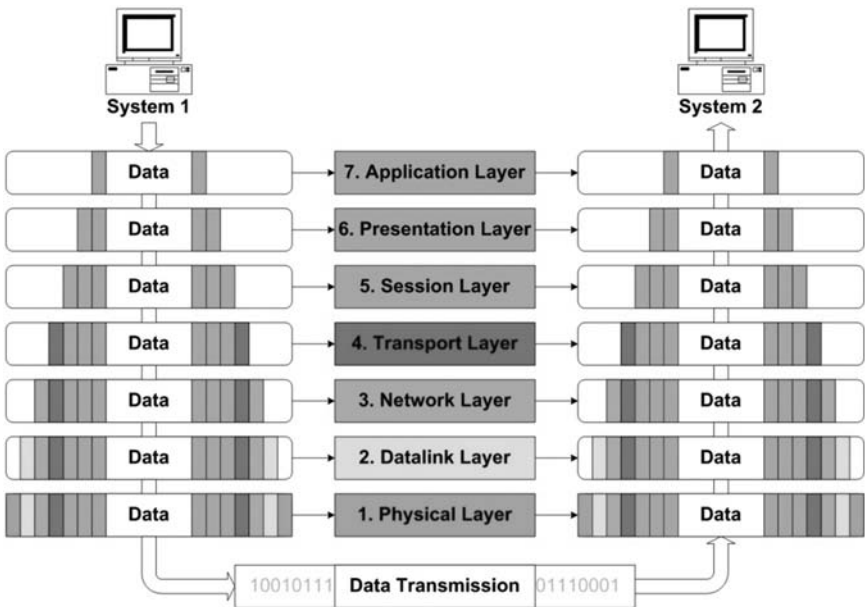 System 1
System 2
Data
7. Application Layer
Data
Data
6. Presentation Layer
Data
Data
5. Session Layer
Data
Data
4. Transport Layer
Data
Data
3. Network Layer
Data
Data
2. Datalink Layer
Data
Data
1. Physical Layer
Data
10010111 Data Transmission 01110001